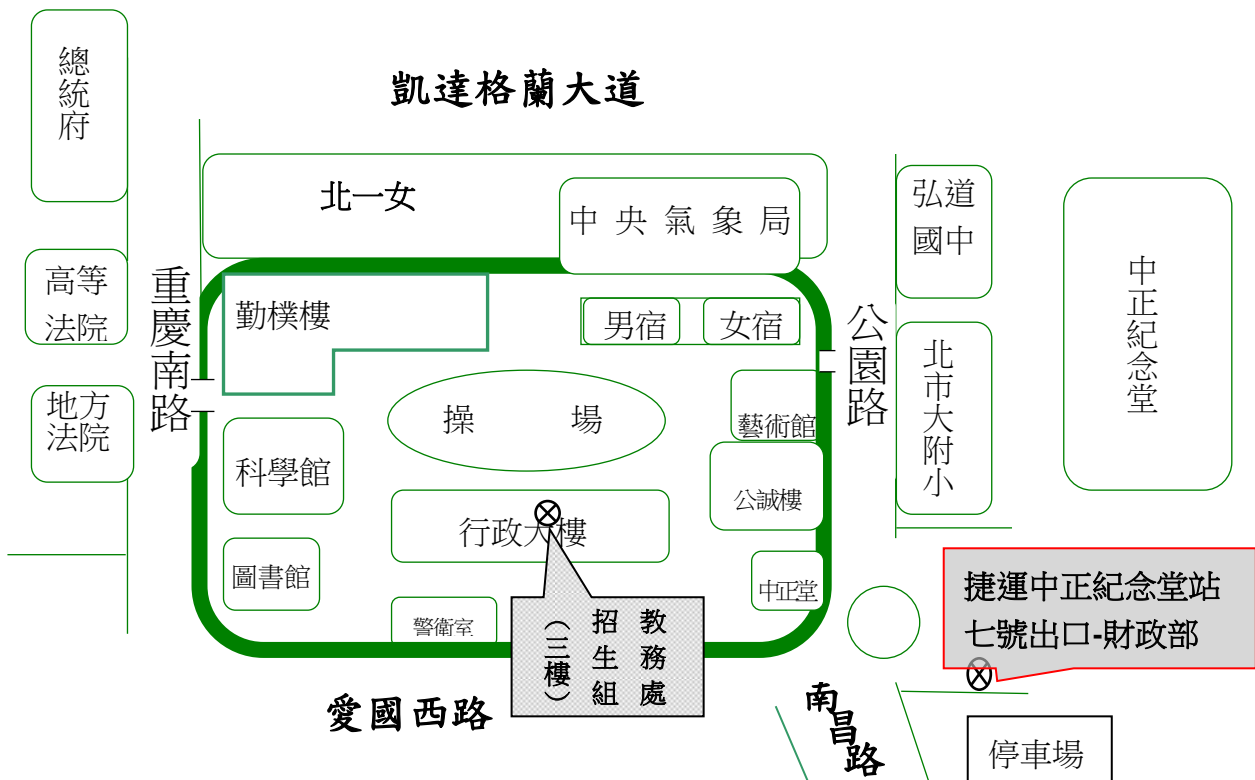 總統府
凱達格蘭大道
北一女
中央氣象局
弘道
國中
中正紀念堂
高等
法院
重慶南路
勤樸樓
男宿
女宿
公園路
北市大附小
地方
法院
操場
藝術館
科學館
公誠樓
行政大樓
圖書館
中正堂
警衛室
教務處
招生組
（三樓）
捷運中正紀念堂站
七號出口-財政部
愛國西路
南昌路
停車場